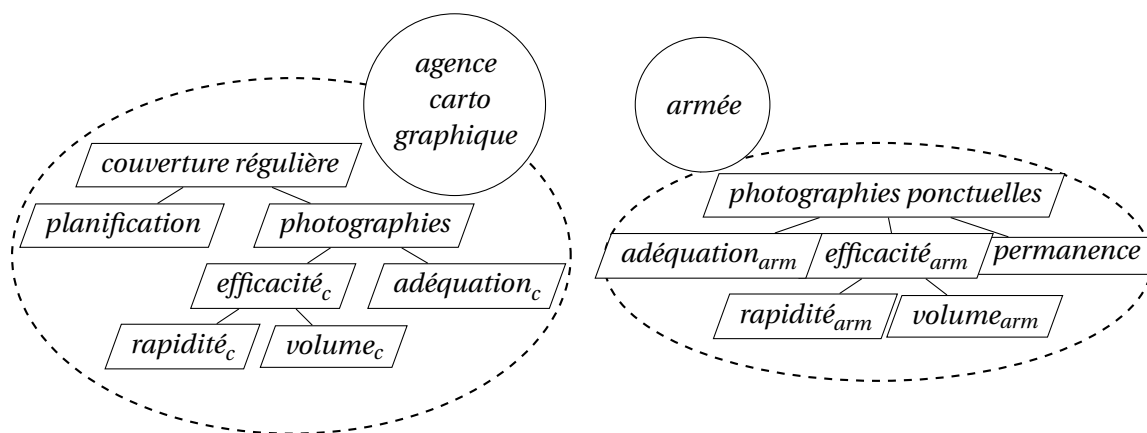 agence
carto
graphique
couverture régulière
planification
photographies
efficacité_c
adéquation_c
rapidité_c
volume_c
armée
photographies ponctuelles
adéquation_arm
efficacité_arm
permanence
rapidité_arm
volume_arm